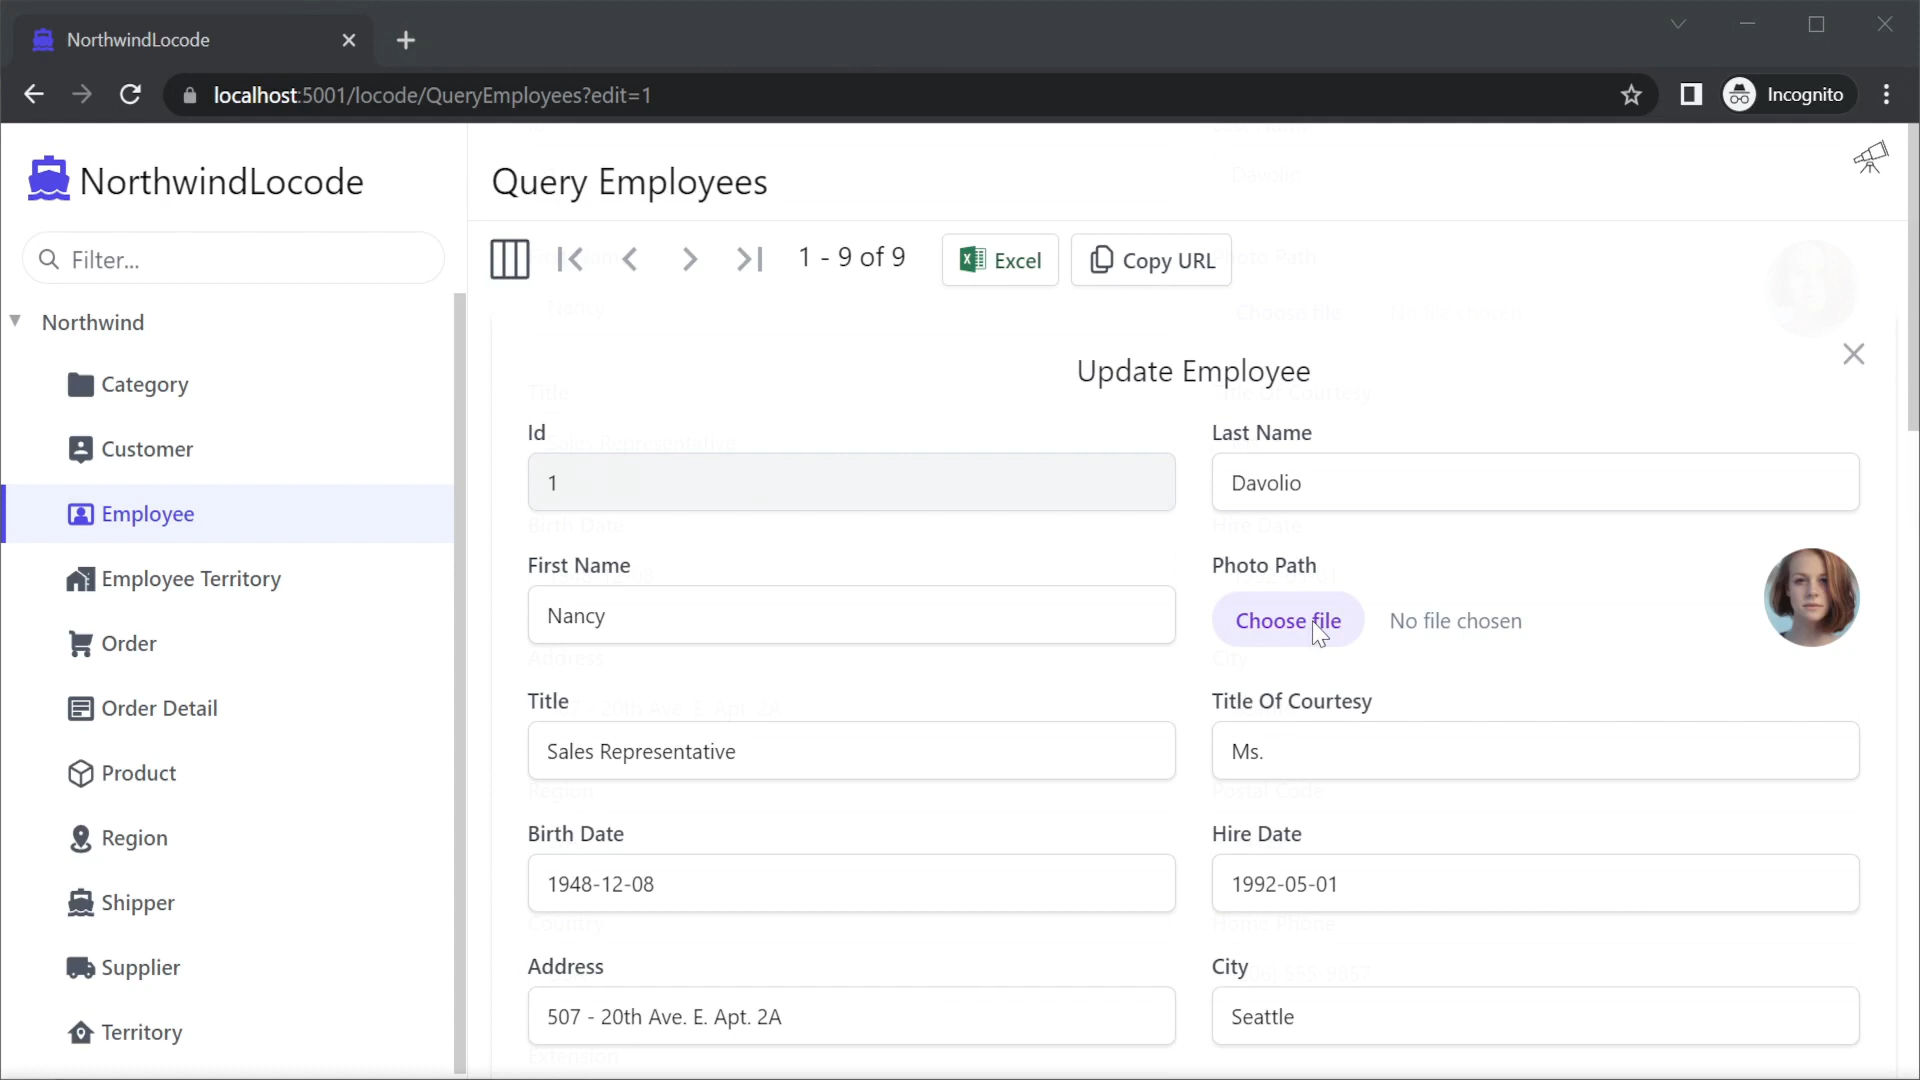 NorthwindLocode
localhost:5001/locode/QueryEmployees?edit=1
Incognito
NorthwindLocode
Filter...
Northwind
Category
Customer
Employee
Employee Territory
Order
Order Detail
Product
Region
Shipper
Supplier
Territory
Query Employees
1 - 9 of 9
Excel
Copy URL
Update Employee
Id
1
Last Name
Davolio
First Name
Nancy
Photo Path
Choose file
No file chosen
Title
Sales Representative
Title Of Courtesy
Ms.
Birth Date
1948-12-08
Hire Date
1992-05-01
Address
507 - 20th Ave. E. Apt. 2A
City
Seattle